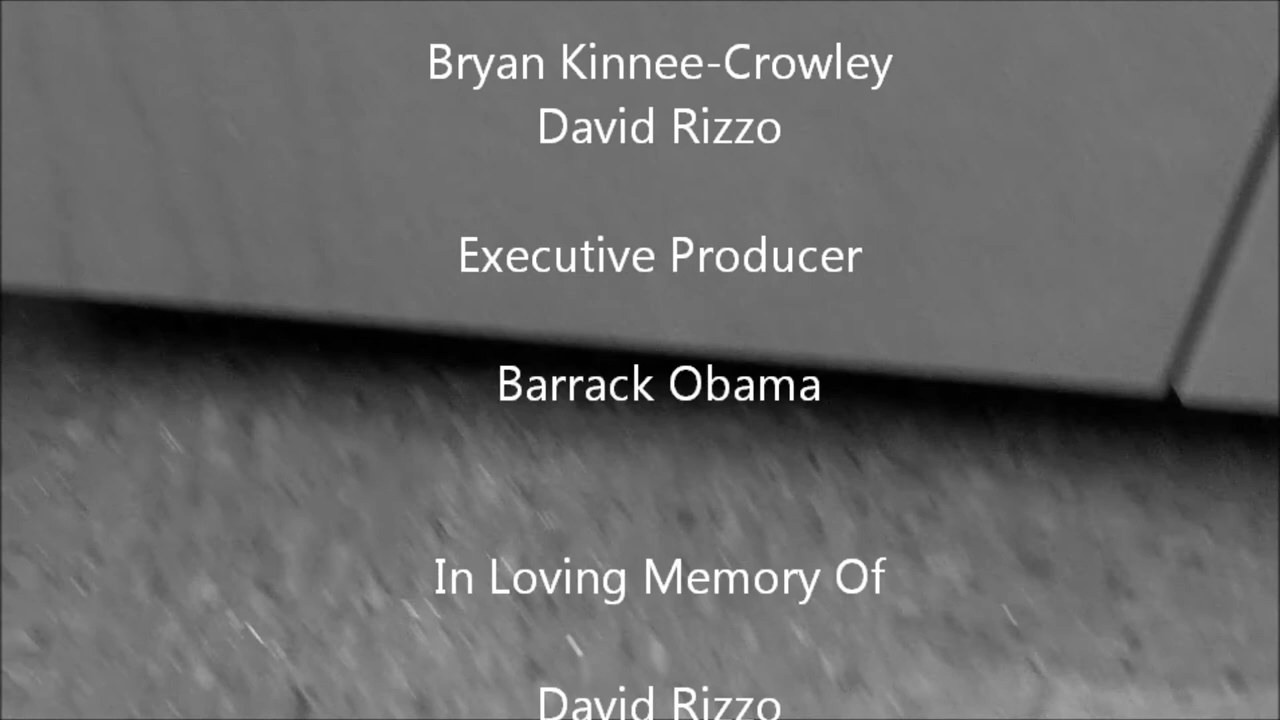 Bryan Kinnee-Crowley
David Rizzo
Executive Producer
Barrack Obama
In Loving Memory Of
David Rizzo